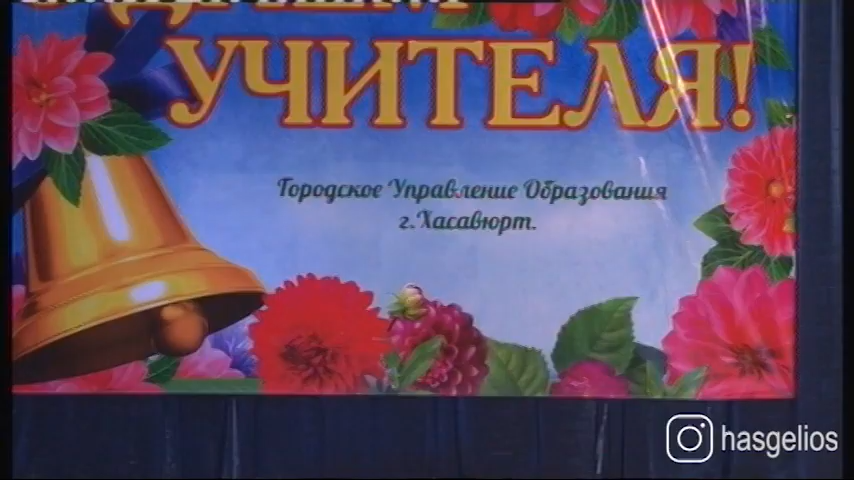 УЧИТЕЛЯ!
Городское Управление Образования
г.Хасавюрт.
hasgelios